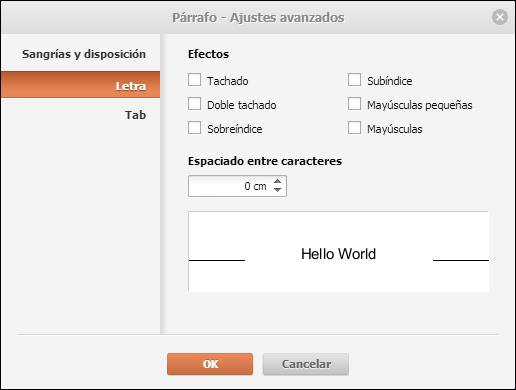 Párrafo - Ajustes avanzados
Sangrías y disposición
Letra
Tab
Efectos
Tachado
Subíndice
Doble tachado
Mayúsculas pequeñas
Sobreíndice
Mayúsculas
Espaciado entre caracteres
0 cm
Hello World
OK
Cancelar